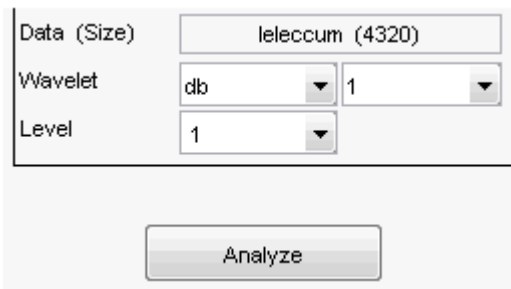 Data (Size) leleccum (4320)
Wavelet db 1
Level 1
Analyze